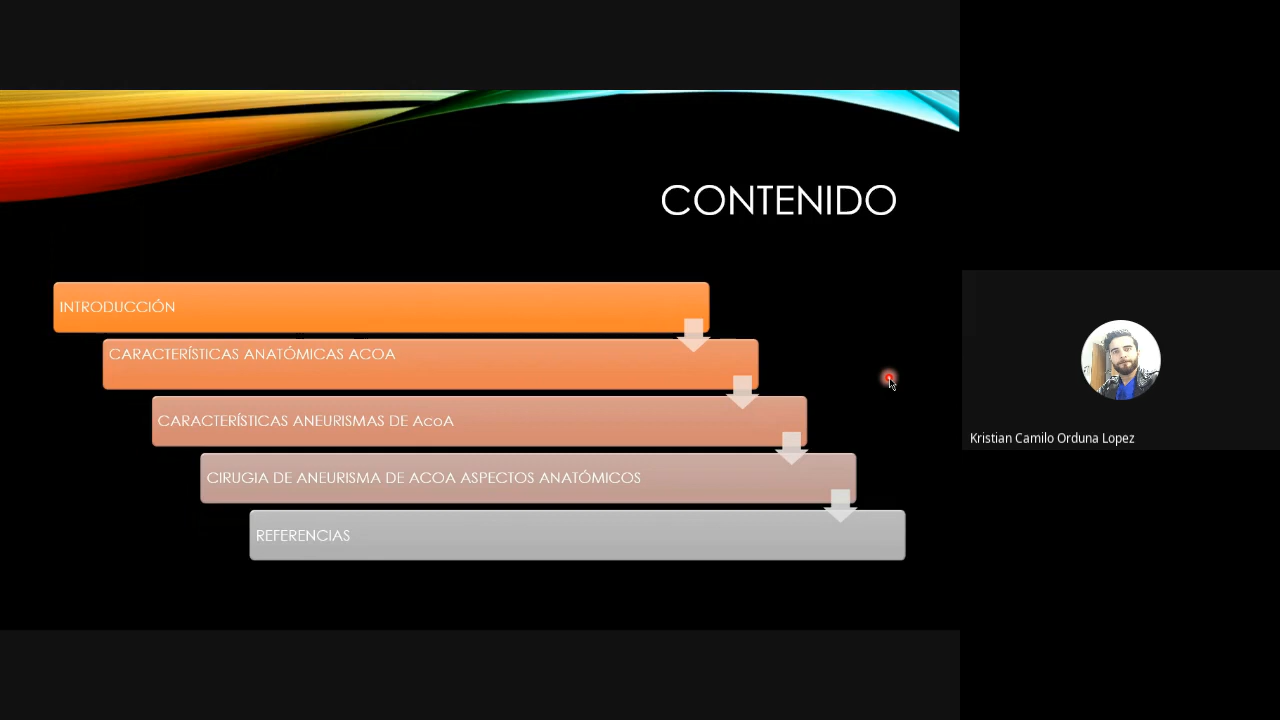 CONTENIDO
INTRODUCCIÓN
CARACTERÍSTICAS ANATÓMICAS ACOA
CARACTERÍSTICAS ANEURISMAS DE AcoA
CIRUGIA DE ANEURISMA DE ACOA ASPECTOS ANATÓMICOS
REFERENCIAS
Kristian Camilo Orduna Lopez